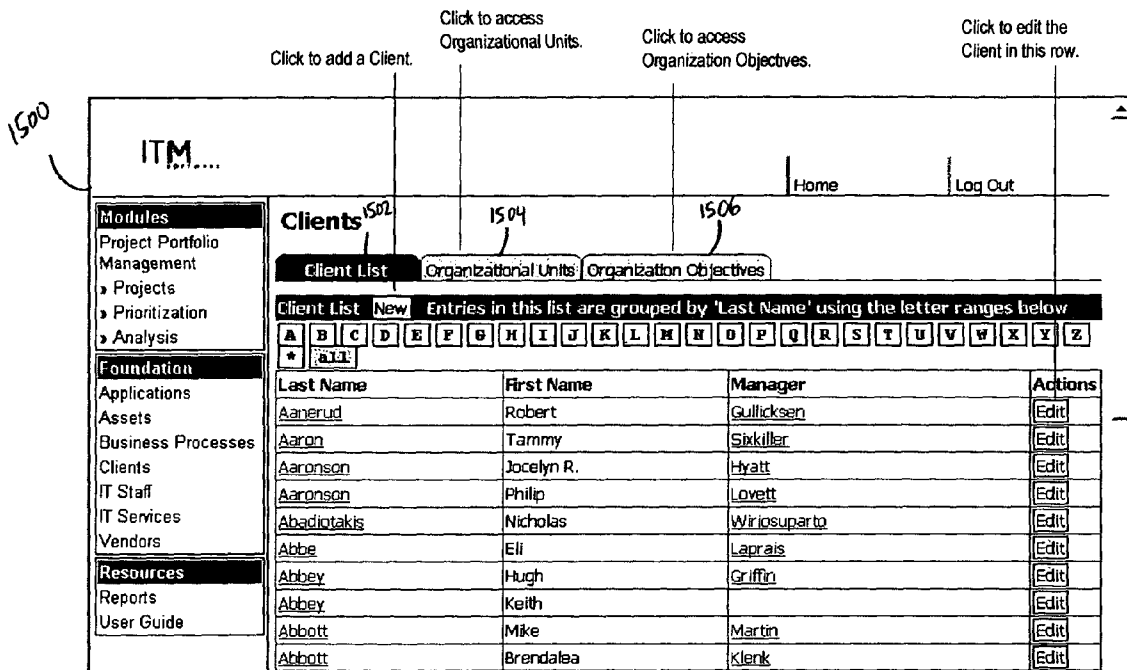 Click to access
Organizational Units.
Click to edit the
Client in this row.
Click to access
Organization Objectives.
Click to add a Client.
1500
ITM
Home
Log Out
Modules
Project Portfolio
Management
» Projects
» Prioritization
» Analysis
Foundation
Applications
Assets
Business Processes
Clients
IT Staff
IT Services
Vendors
Resources
Reports
User Guide
Clients
1502
1504
1506
Client List
Organizational Units
Organization Objectives
Client List New Entries in this list are grouped by 'Last Name' using the letter ranges below
A B C D E F G H I J K L M N O P Q R S T U V W X Y Z
* all
Last Name First Name Manager Actions
Aanerud Robert Gullicksen Edit
Aaron Tammy Sixkiller Edit
Aaronson Jocelyn R. Hyatt Edit
Aaronson Philip Lovett Edit
Abadiotakis Nicholas Wiriosuparto Edit
Abbe Eli Laprais Edit
Abbey Hugh Griffin Edit
Abbey Keith Edit
Abbott Mike Martin Edit
Abbott Brendalea Klenk Edit